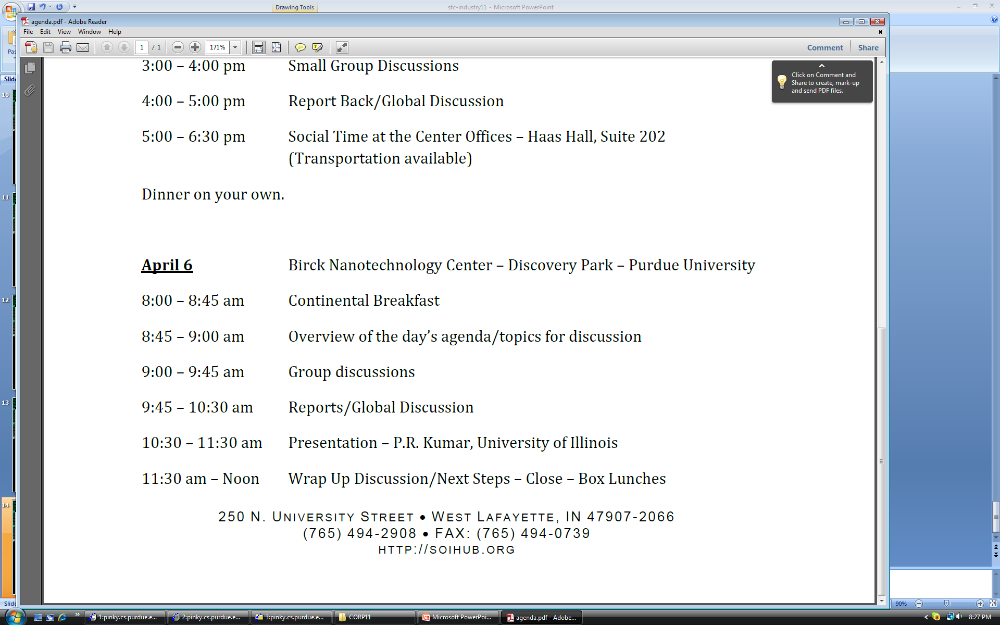 Drawing Tools
stc-industry11 - Microsoft PowerPoint
agenda.pdf - Adobe Reader
File Edit View Window Help
1 / 1 171% Comment Share
Click on Comment and
Share to create, mark-up
and send PDF files.
3:00 – 4:00 pm Small Group Discussions
4:00 – 5:00 pm Report Back/Global Discussion
5:00 – 6:30 pm Social Time at the Center Offices – Haas Hall, Suite 202
(Transportation available)
Dinner on your own.
April 6 Birck Nanotechnology Center – Discovery Park – Purdue University
8:00 – 8:45 am Continental Breakfast
8:45 – 9:00 am Overview of the day’s agenda/topics for discussion
9:00 – 9:45 am Group discussions
9:45 – 10:30 am Reports/Global Discussion
10:30 – 11:30 am Presentation – P.R. Kumar, University of Illinois
11:30 am – Noon Wrap Up Discussion/Next Steps – Close – Box Lunches
250 N. UNIVERSITY STREET • WEST LAFAYETTE, IN 47907-2066
(765) 494-2908 • FAX: (765) 494-0739
HTTP://SOIHUB.ORG
Pas
Slide
10
11
12
13
14
Slide
90%
1:pinky.cs.purdue.e... 2:pinky.cs.purdue.e... 3:pinky.cs.purdue.e... CORP11 Microsoft PowerPoi... agenda.pdf - Adobe... 8:27 PM